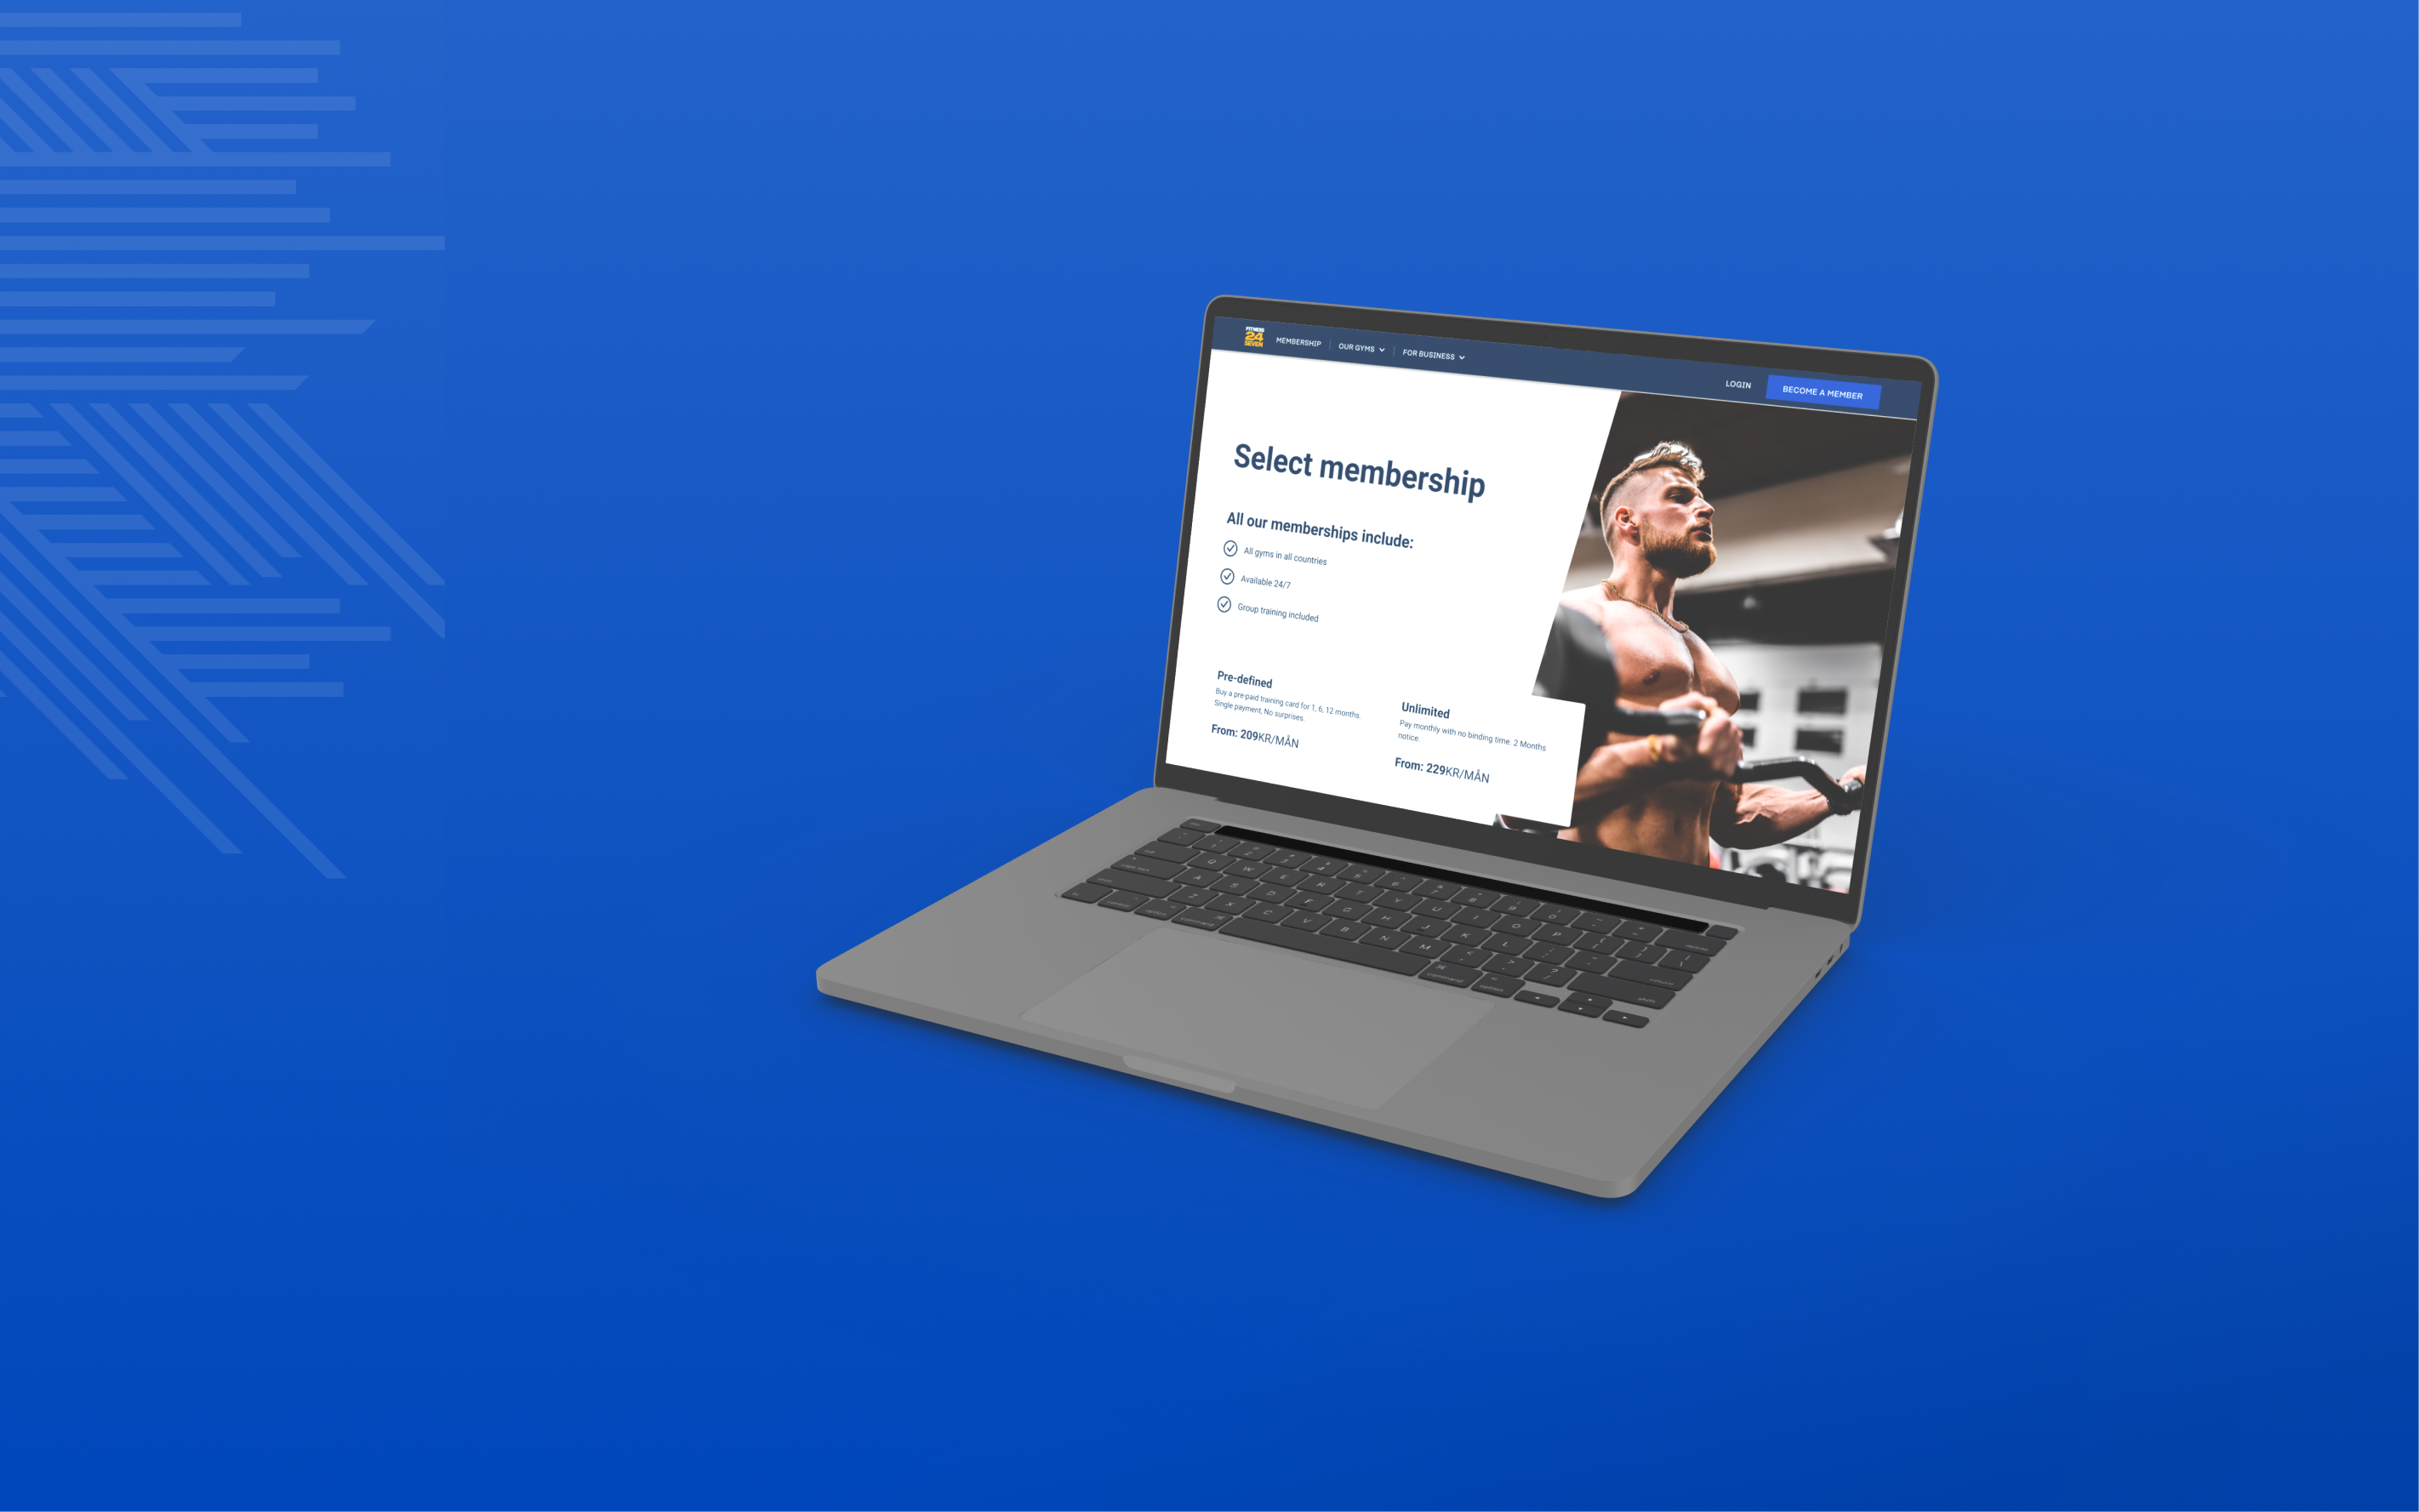 FITNESS
24
SEVEN
MEMBERSHIP
OUR GYMS
FOR BUSINESS
LOGIN
BECOME A MEMBER
Select membership
All our memberships include:
All gyms in all countries
Available 24/7
Group training included
Pre-defined
Buy a pre-paid training card for 1, 6, 12 months.
Single payment, No surprises.
From: 209KR/MÅN
Unlimited
Pay monthly with no binding time. 2 Months
notice.
From: 229KR/MÅN